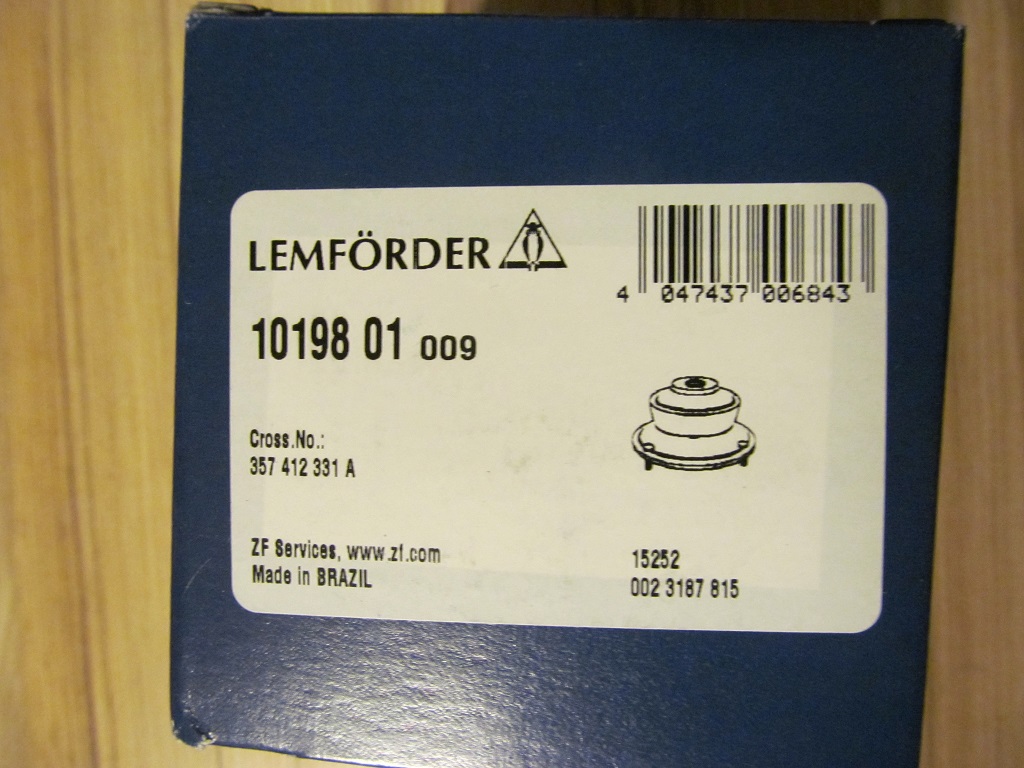 LEMFÖRDER
4 047437 006843
10198 01 009
Cross.No.:
357 412 331 A
ZF Services, www.zf.com
Made in BRAZIL
15252
002 3187 815